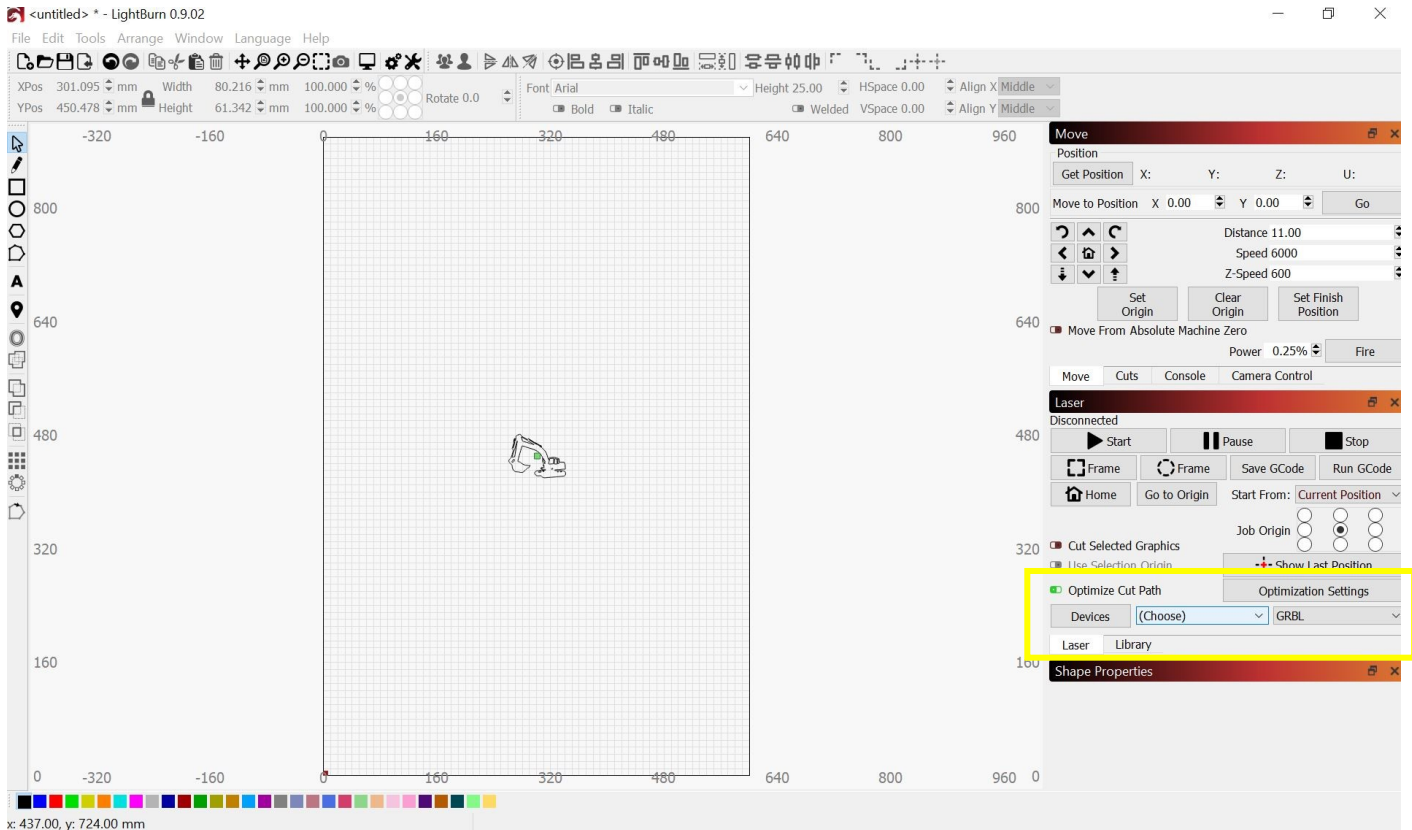 <untitled> * - LightBurn 0.9.02
File Edit Tools Arrange Window Language Help
XPos 301.095 mm Width 80.216 mm 100.000 % Rotate 0.0 Font Arial Height 25.00 HSpace 0.00 Align X Middle
YPos 450.478 mm Height 61.342 mm 100.000 % Bold Italic Welded VSpace 0.00 Align Y Middle
-320 -160 0 160 320 480 640 800 960
800 800
640 640
480 480
320 320
160 160
0 -320 -160 0 160 320 480 640 800 960 0
x: 437.00, y: 724.00 mm
Move
Position
Get Position X: Y: Z: U:
Move to Position X 0.00 Y 0.00 Go
Distance 11.00
Speed 6000
Z-Speed 600
Set Origin Clear Origin Set Finish Position
Move From Absolute Machine Zero
Power 0.25% Fire
Move Cuts Console Camera Control
Laser
Disconnected
Start Pause Stop
Frame Frame Save GCode Run GCode
Home Go to Origin Start From: Current Position
Job Origin
Cut Selected Graphics
Use Selection Origin Show Last Position
Optimize Cut Path Optimization Settings
Devices (Choose) GRBL
Laser Library
Shape Properties